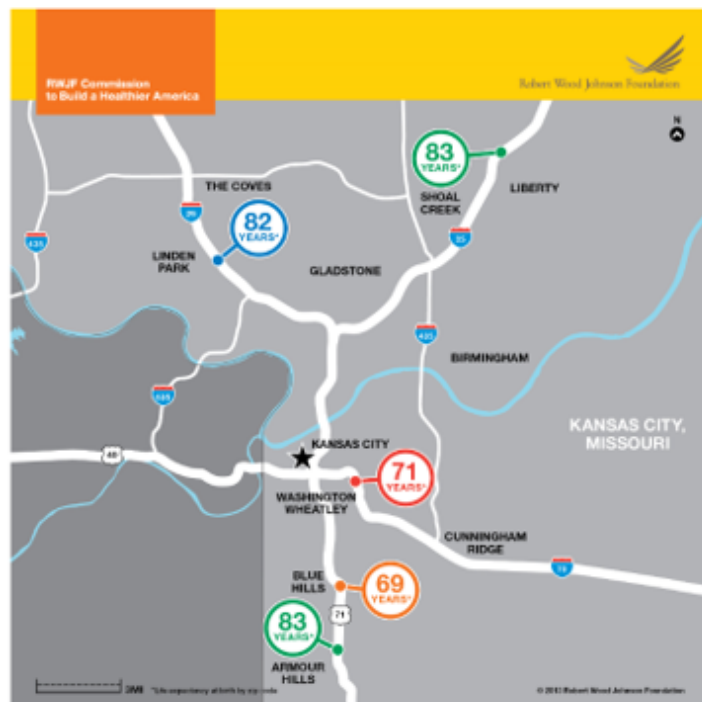 RWJF Commission
to Build a Healthier America
Robert Wood Johnson Foundation
N
83
YEARS*
THE COVES
SHOAL
CREEK
LIBERTY
29
82
YEARS*
435
35
LINDEN
PARK
GLADSTONE
435
BIRMINGHAM
KANSAS CITY,
MISSOURI
KANSAS CITY
40
71
YEARS*
WASHINGTON
WHEATLEY
CUNNINGHAM
RIDGE
70
BLUE
HILLS
69
YEARS*
71
83
YEARS*
ARMOUR
HILLS
3MI
*Life expectancy at birth by zip code
© 2013 Robert Wood Johnson Foundation